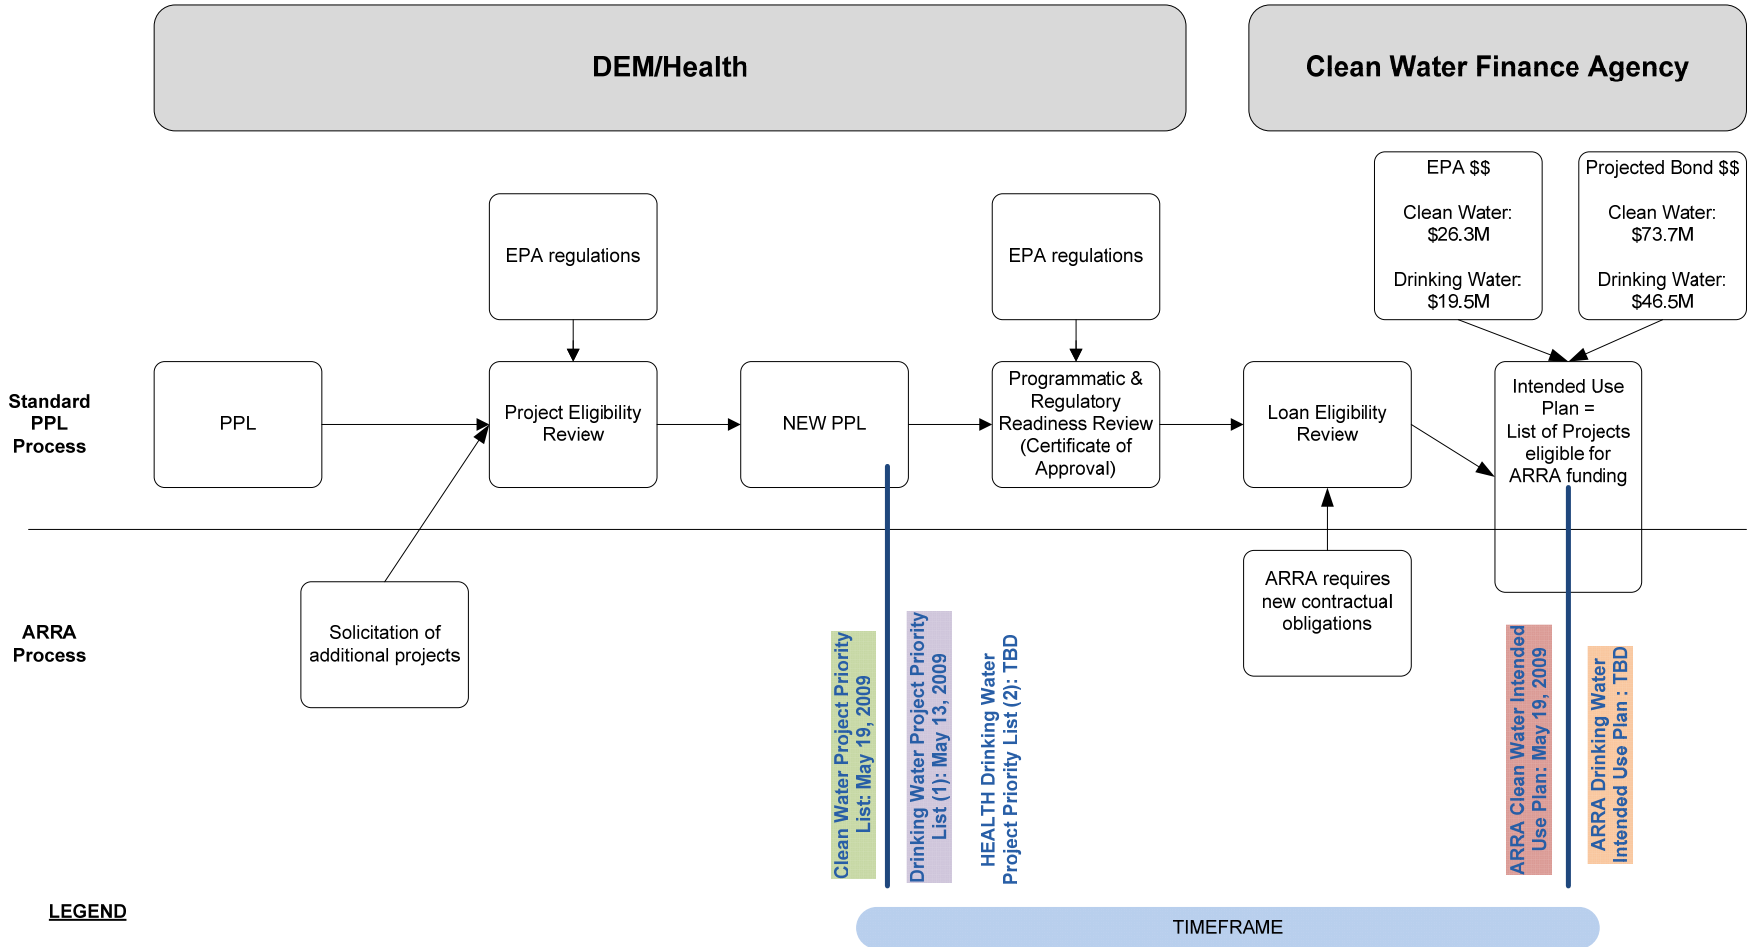 DEM/Health
Clean Water Finance Agency
EPA $$
Clean Water:
$26.3M
Drinking Water:
$19.5M
Projected Bond $$
Clean Water:
$73.7M
Drinking Water:
$46.5M
EPA regulations
EPA regulations
Standard
PPL
Process
PPL
Project Eligibility
Review
NEW PPL
Programmatic &
Regulatory
Readiness Review
(Certificate of
Approval)
Loan Eligibility
Review
Intended Use
Plan =
List of Projects
eligible for
ARRA funding
ARRA
Process
Solicitation of
additional projects
ARRA requires
new contractual
obligations
Clean Water Project Priority
List: May 19, 2009
Drinking Water Project Priority
List (1): May 13, 2009
HEALTH Drinking Water
Project Priority List (2): TBD
ARRA Clean Water Intended
Use Plan: May 19, 2009
ARRA Drinking Water
Intended Use Plan : TBD
LEGEND
TIMEFRAME